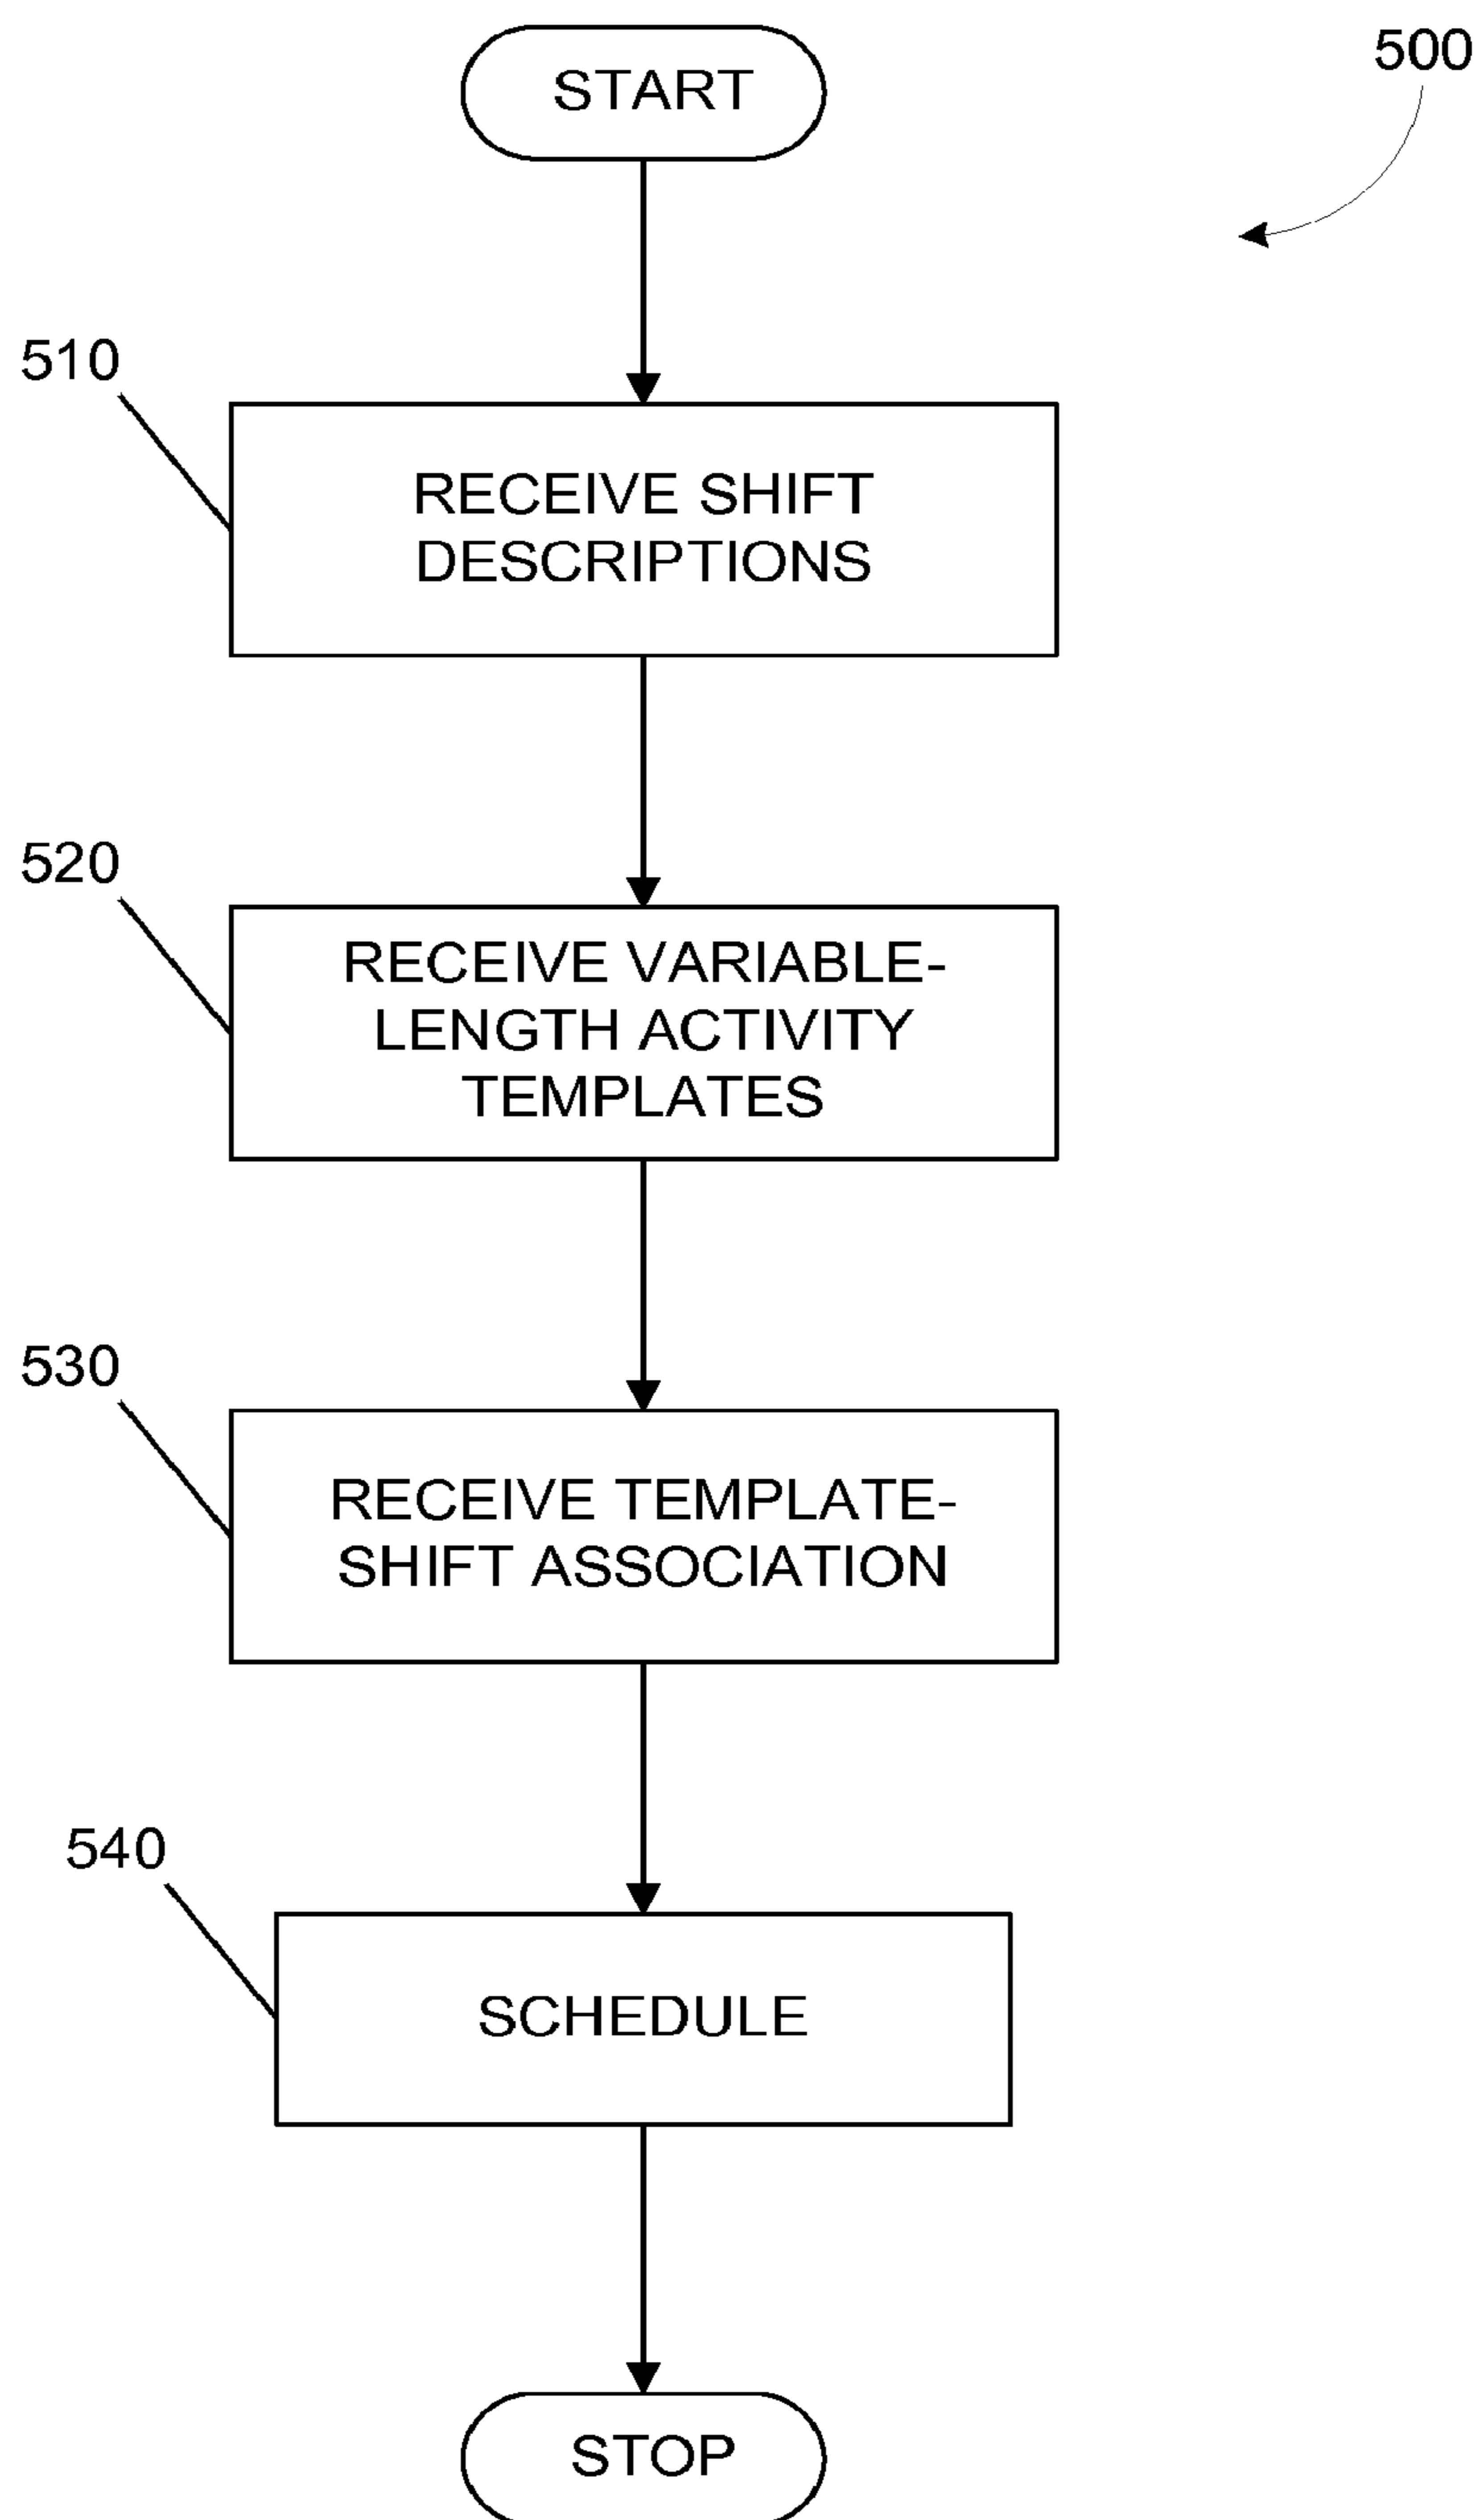 START
500
510
RECEIVE SHIFT
DESCRIPTIONS
520
RECEIVE VARIABLE-
LENGTH ACTIVITY
TEMPLATES
530
RECEIVE TEMPLATE-
SHIFT ASSOCIATION
540
SCHEDULE
STOP